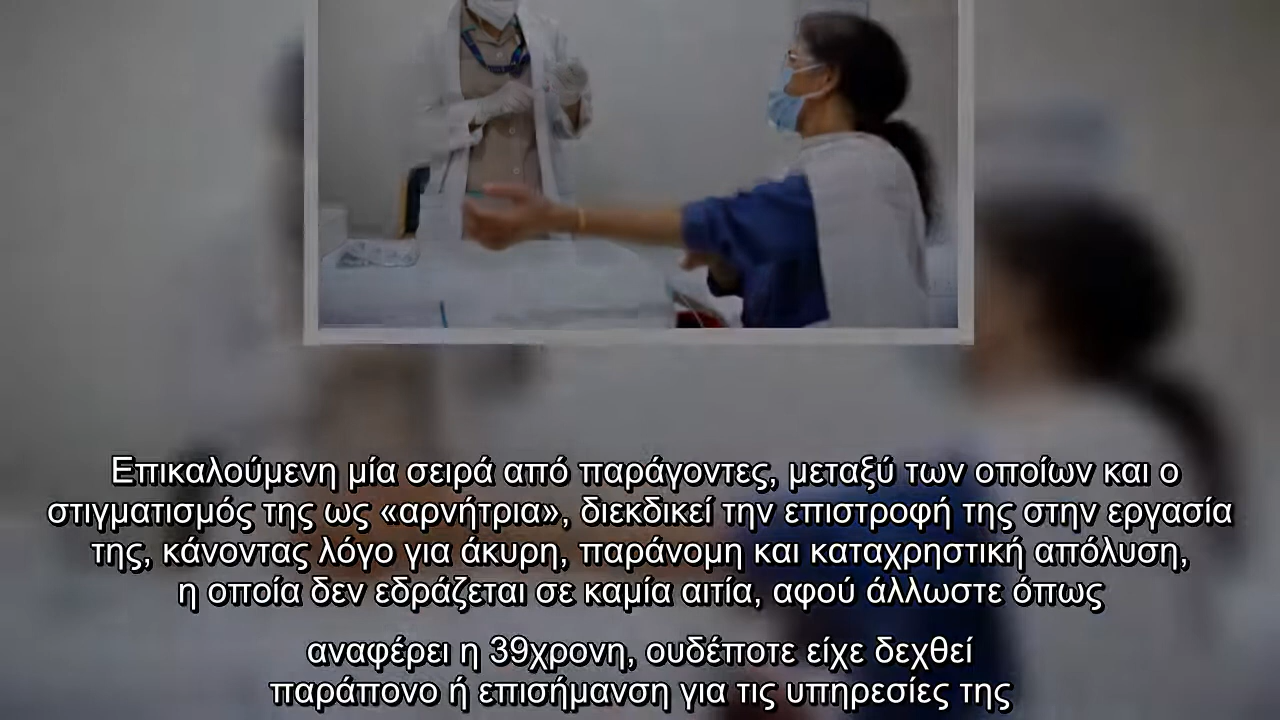 Επικαλούμενη μία σειρά από παράγοντες, μεταξύ των οποίων και ο
στιγματισμός της ως «αρνήτρια», διεκδικεί την επιστροφή της στην εργασία
της, κάνοντας λόγο για άκυρη, παράνομη και καταχρηστική απόλυση,
η οποία δεν εδράζεται σε καμία αιτία, αφού άλλωστε όπως
αναφέρει η 39χρονη, ουδέποτε είχε δεχθεί
παράπονο ή επισήμανση για τις υπηρεσίες της